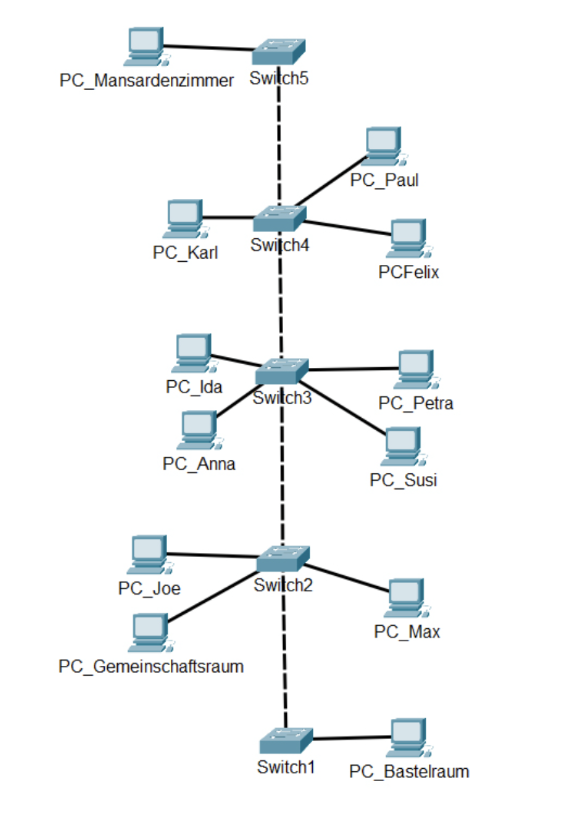 PC_Mansardenzimmer
Switch5
PC_Paul
Switch4
PC_Karl
PCFelix
PC_Ida
Switch3
PC_Petra
PC_Anna
PC_Susi
PC_Joe
Switch2
PC_Max
PC_Gemeinschaftsraum
Switch1
PC_Bastelraum